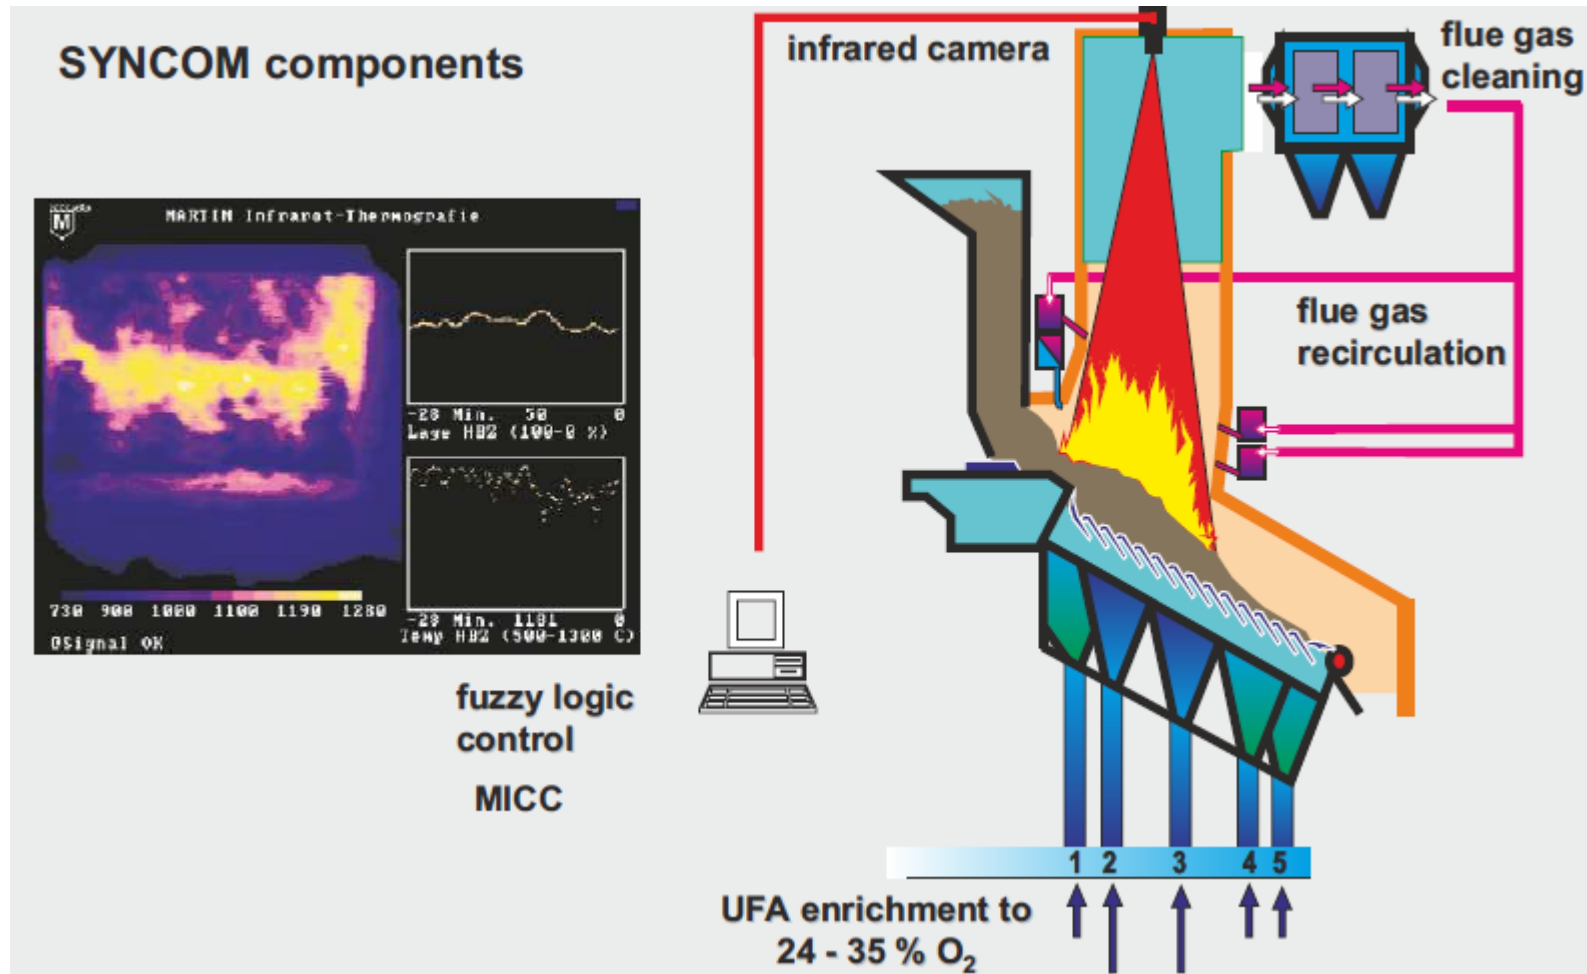 SYNCOM components
infrared camera
flue gas
cleaning
M
MARTIN Infrarot-Thermografie
flue gas
recirculation
-28 Min. 50 0
Lage HBZ (100-0 %)
730 900 1000 1100 1190 1280
-28 Min. 1181 0
Temp HBZ (500-1300 C)
@Signal OK
fuzzy logic
control
MICC
1 2 3 4 5
UFA enrichment to
24 - 35 % O₂